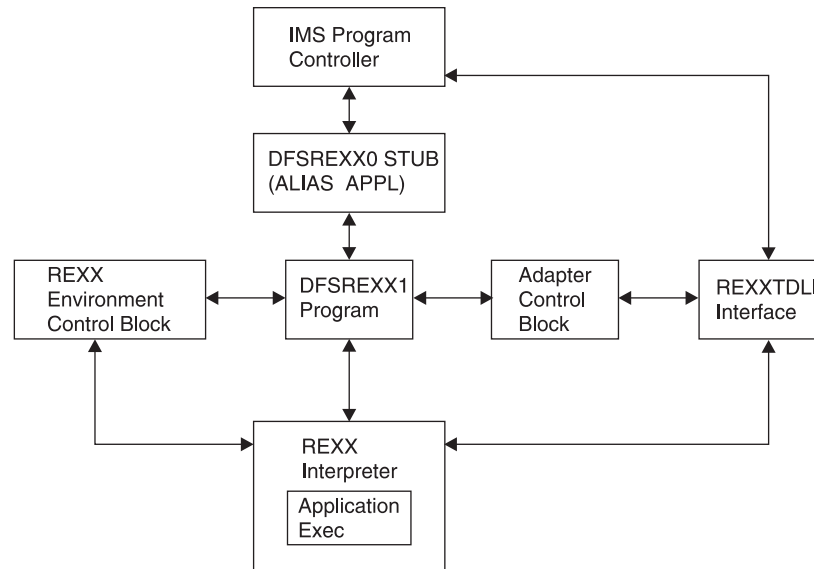 IMS Program
Controller
DFSREXX0 STUB
(ALIAS APPL)
REXX
Environment
Control Block
DFSREXX1
Program
Adapter
Control
Block
REXXTDLI
Interface
REXX
Interpreter
Application
Exec